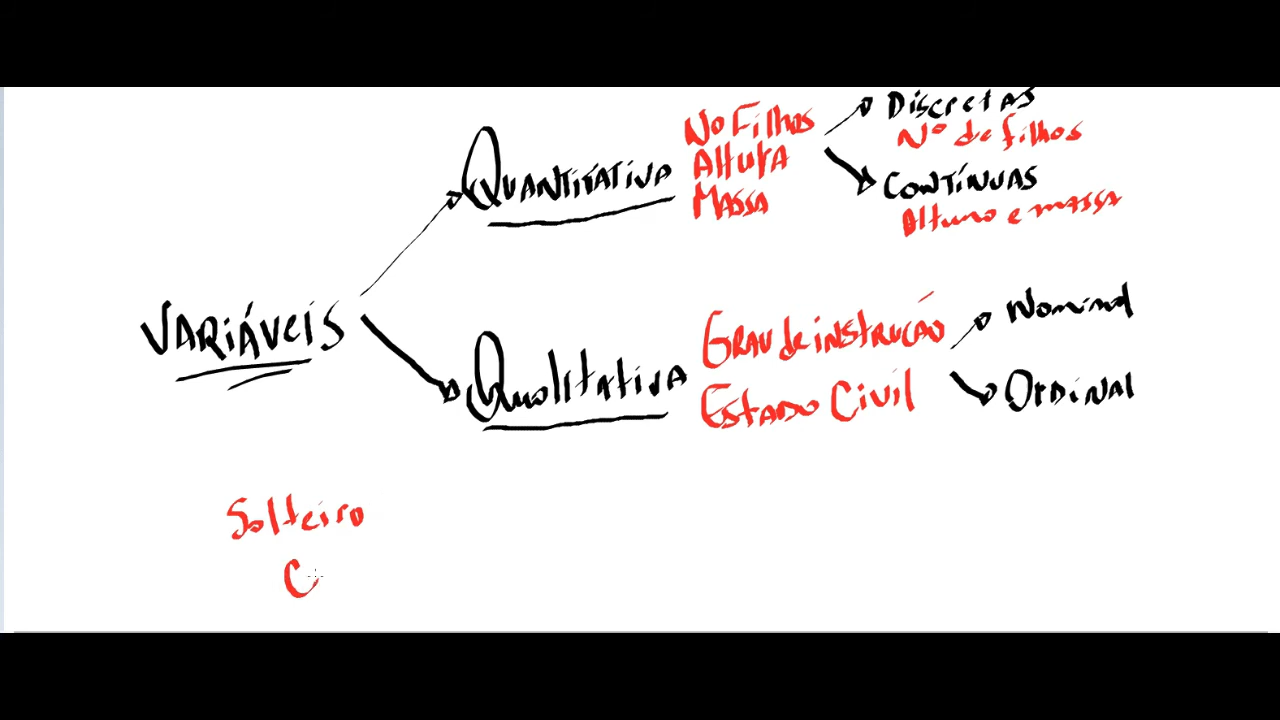 Discretas
Nº de filhos
Contínuas
Altura e massa
Quantitativa
No Filhos
Altura
Massa
Variáveis
Qualitativa
Grau de instrução
Estado Civil
Nominal
Ordinal
Solteiro
C